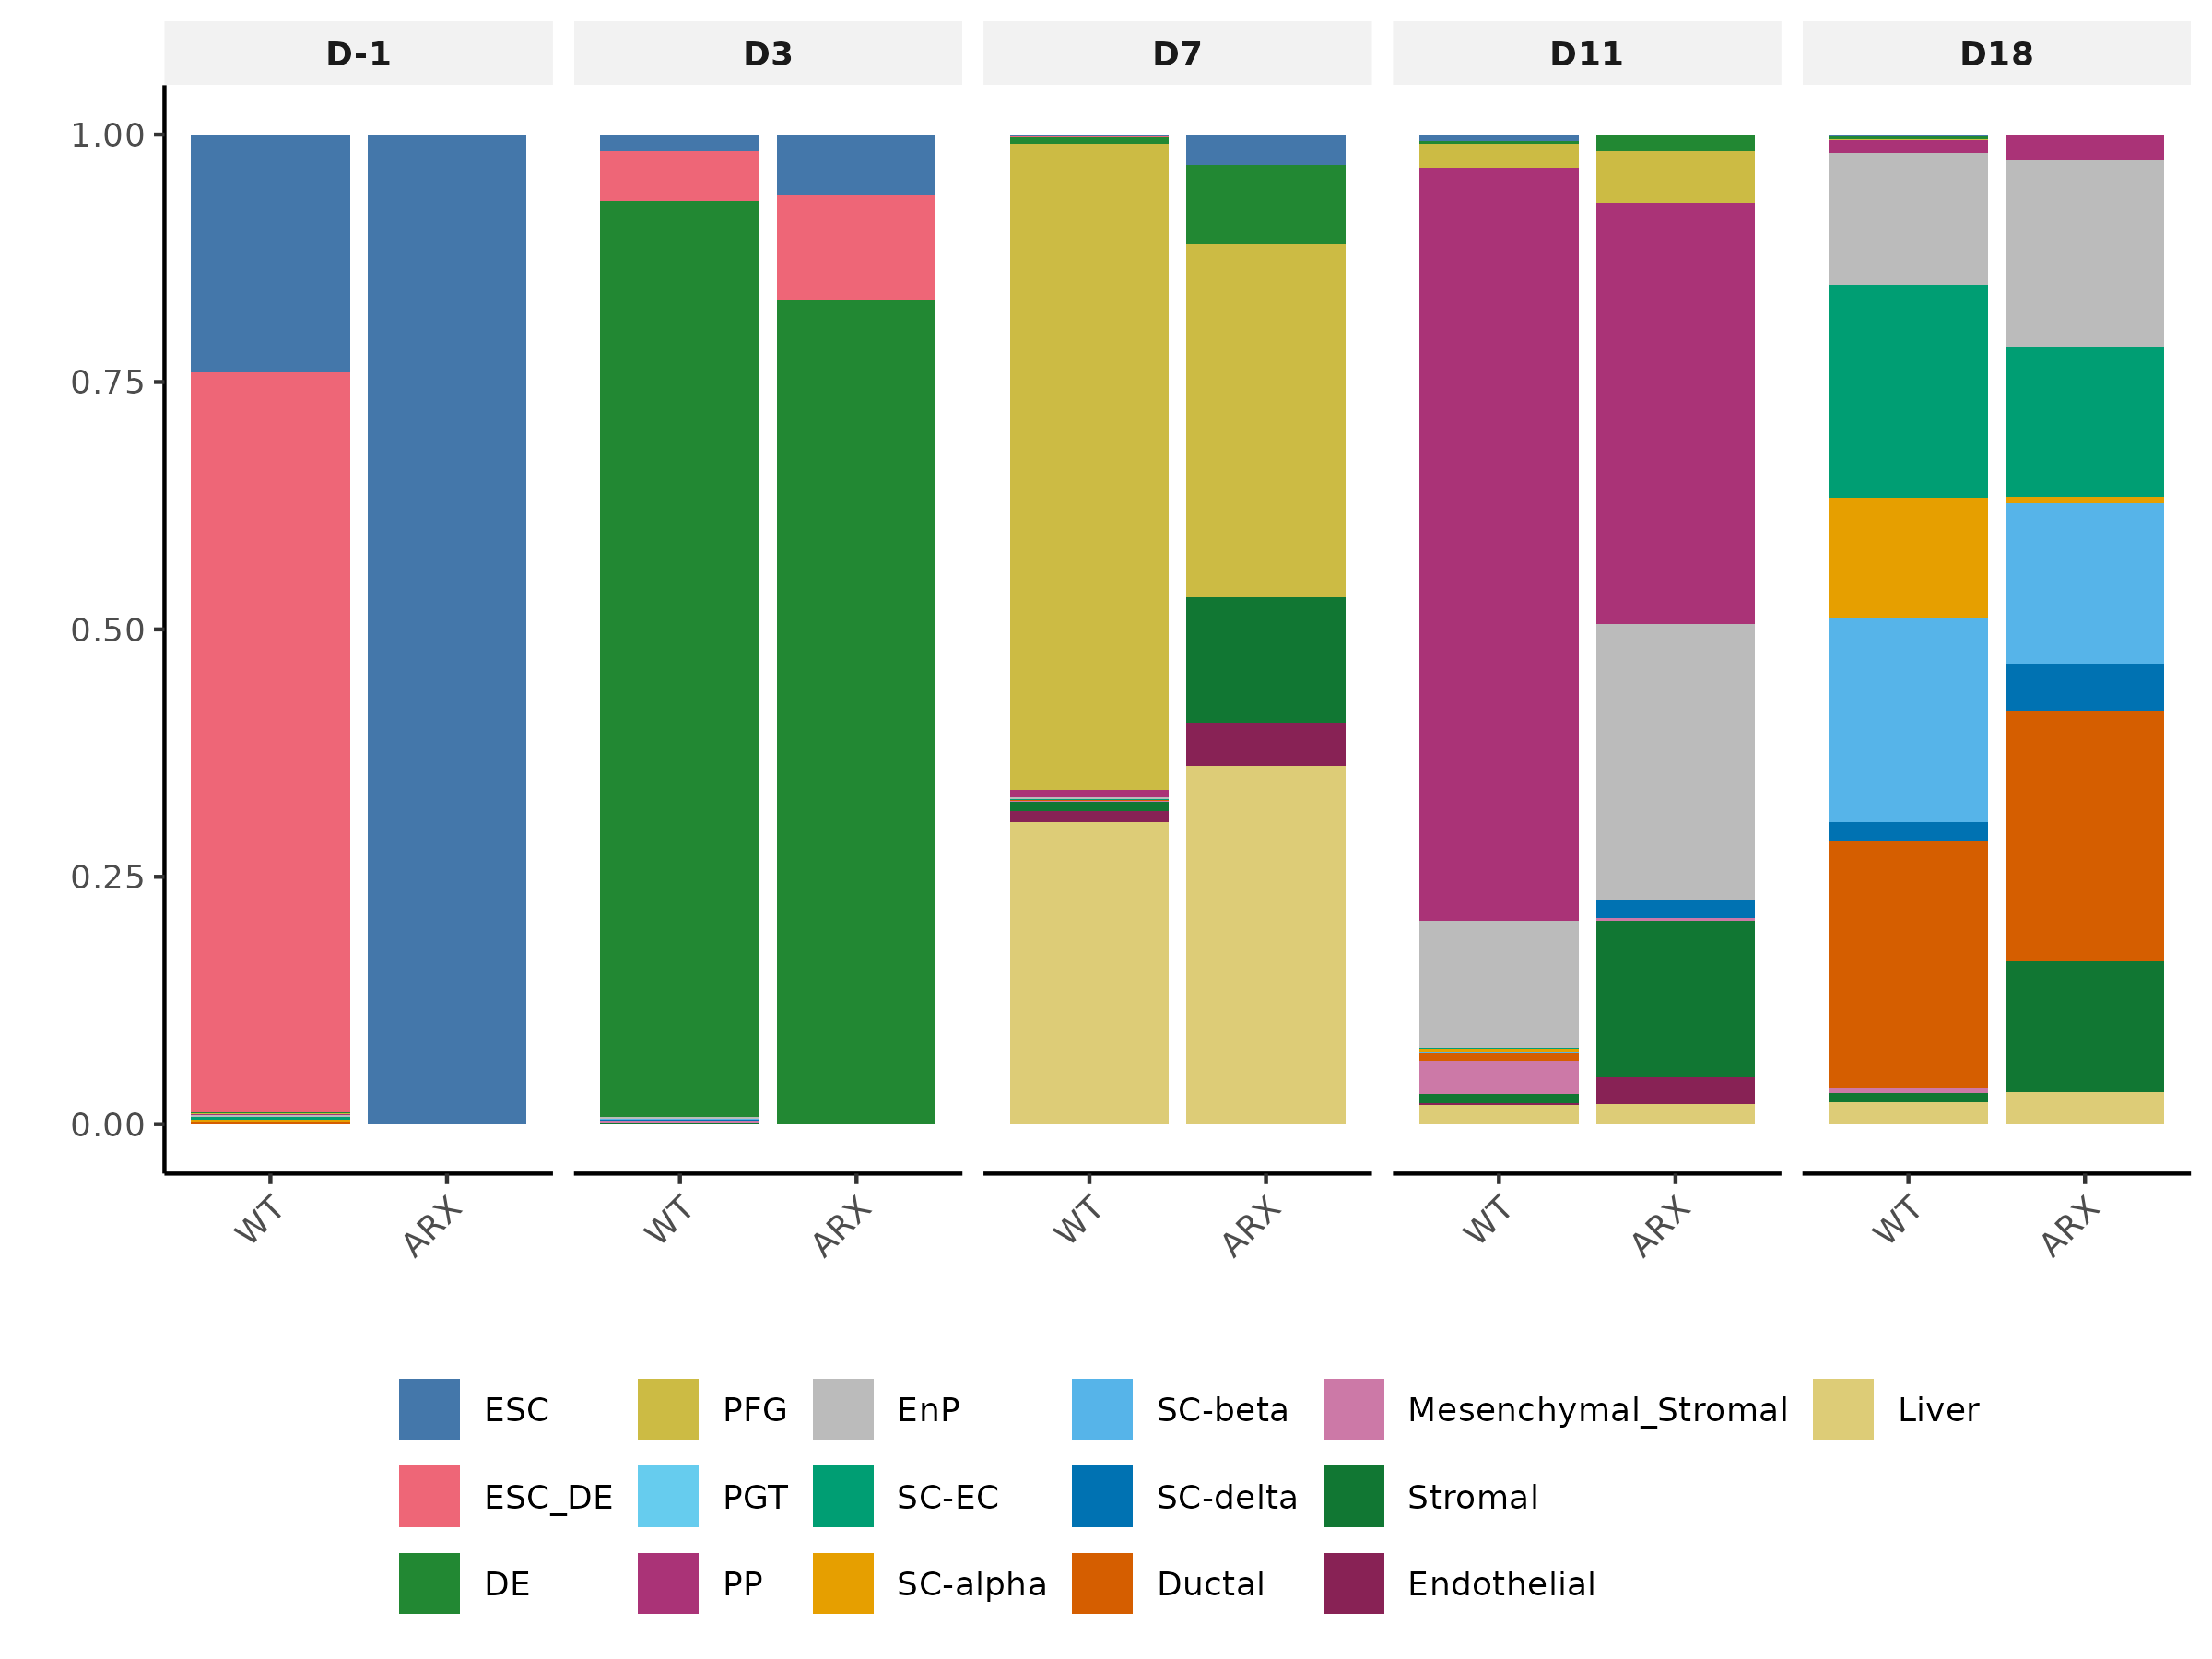 D-1 D3 D7 D11 D18
1.00
0.75
0.50
0.25
0.00
WT ARX WT ARX WT ARX WT ARX WT ARX
ESC PFG EnP SC-beta Mesenchymal_Stromal Liver
ESC_DE PGT SC-EC SC-delta Stromal
DE PP SC-alpha Ductal Endothelial